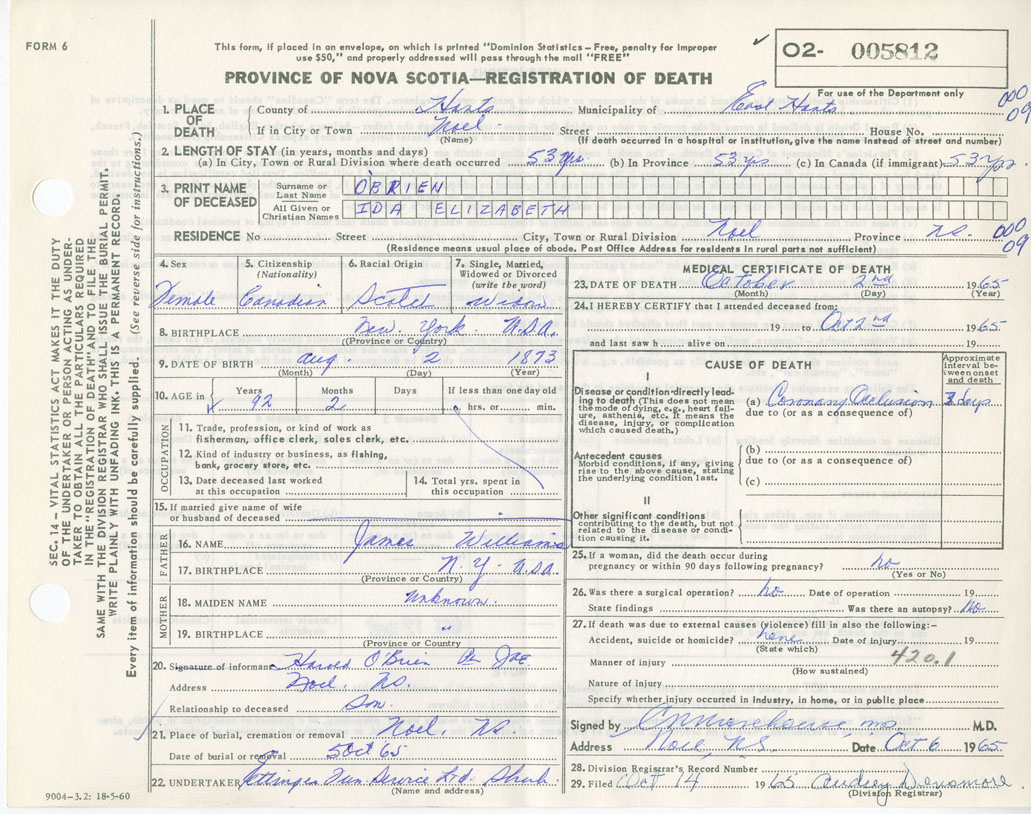 FORM 6
This form, if placed in an envelope, on which is printed "Dominion Statistics – Free, penalty for improper
use $50," and properly addressed will pass through the mail "FREE"
✓ O2- 005812
For use of the Department only
PROVINCE OF NOVA SCOTIA—REGISTRATION OF DEATH
1. PLACE OF DEATH County of Hants Municipality of East Hants 000 09
If in City or Town Noel Street House No.
(Name) (If death occurred in a hospital or institution, give the name instead of street and number)
2. LENGTH OF STAY (in years, months and days)
(a) In City, Town or Rural Division where death occurred 53 yrs. (b) In Province 53 yrs (c) In Canada (if immigrant) 53 yrs
3. PRINT NAME OF DECEASED Surname or Last Name O'BRIEN
All Given or Christian Names IDA ELIZABETH
RESIDENCE No Street City, Town or Rural Division Noel Province N.S. 000 09
(Residence means usual place of abode. Post Office Address for residents in rural parts not sufficient)
SEC. 14 – VITAL STATISTICS ACT MAKES IT THE DUTY
OF THE UNDERTAKER OR PERSON ACTING AS UNDER-
TAKER TO OBTAIN ALL THE PARTICULARS REQUIRED
IN THE "REGISTRATION OF DEATH" AND TO FILE THE
SAME WITH THE DIVISION REGISTRAR WHO SHALL ISSUE THE BURIAL PERMIT.
WRITE PLAINLY WITH UNFADING INK. THIS IS A PERMANENT RECORD.
Every item of information should be carefully supplied. (See reverse side for instructions.)
4. Sex 5. Citizenship (Nationality) 6. Racial Origin 7. Single, Married, Widowed or Divorced (write the word)
Female Canadian Scotch Widow
8. BIRTHPLACE New York U.S.A.
(Province or Country)
9. DATE OF BIRTH Aug. 2 1873
(Month) (Day) (Year)
10. AGE in Years Months Days If less than one day old
92 2 hrs. or min.
OCCUPATION
11. Trade, profession, or kind of work as
fisherman, office clerk, sales clerk, etc.
12. Kind of industry or business, as fishing,
bank, grocery store, etc.
13. Date deceased last worked at this occupation
14. Total yrs. spent in this occupation
15. If married give name of wife
or husband of deceased
FATHER
16. NAME James Williams
17. BIRTHPLACE N.Y. U.S.A.
(Province or Country)
MOTHER
18. MAIDEN NAME Unknown
19. BIRTHPLACE "
(Province or Country)
20. Signature of informant Harold O'Brien
Address Noel. N.S.
Relationship to deceased Son.
21. Place of burial, cremation or removal Noel, N.S.
Date of burial or removal 5 Oct 65
22. UNDERTAKER Ettinger Fun. Service Ltd. Shub.
(Name and address)
9004–3.2: 18-5-60
MEDICAL CERTIFICATE OF DEATH
23. DATE OF DEATH October 2nd 1965
(Month) (Day) (Year)
24. I HEREBY CERTIFY that I attended deceased from:
19 to Oct 2nd 1965
and last saw h alive on 19
CAUSE OF DEATH
Approximate interval between onset and death
I
Disease or condition directly leading to death (This does not mean the mode of dying, e.g., heart failure, asthenia, etc. It means the disease, injury, or complication which caused death.)
(a) Coronary Occlusion 3 days
due to (or as a consequence of)
Antecedent causes
Morbid conditions, if any, giving rise to the above cause, stating the underlying condition last.
(b)
due to (or as a consequence of)
(c)
II
Other significant conditions
contributing to the death, but not related to the disease or condition causing it.
25. If a woman, did the death occur during
pregnancy or within 90 days following pregnancy? no
(Yes or No)
26. Was there a surgical operation? no Date of operation 19
State findings Was there an autopsy? No
27. If death was due to external causes (violence) fill in also the following:-
Accident, suicide or homicide? none Date of injury 19
(State which)
420.1
Manner of injury
(How sustained)
Nature of injury
Specify whether injury occurred in industry, in home, or in public place
Signed by M.D.
Address Noel, N.S. Date Oct 6 1965.
28. Division Registrar's Record Number
29. Filed Oct 14 1965 Audrey Densmore
(Division Registrar)